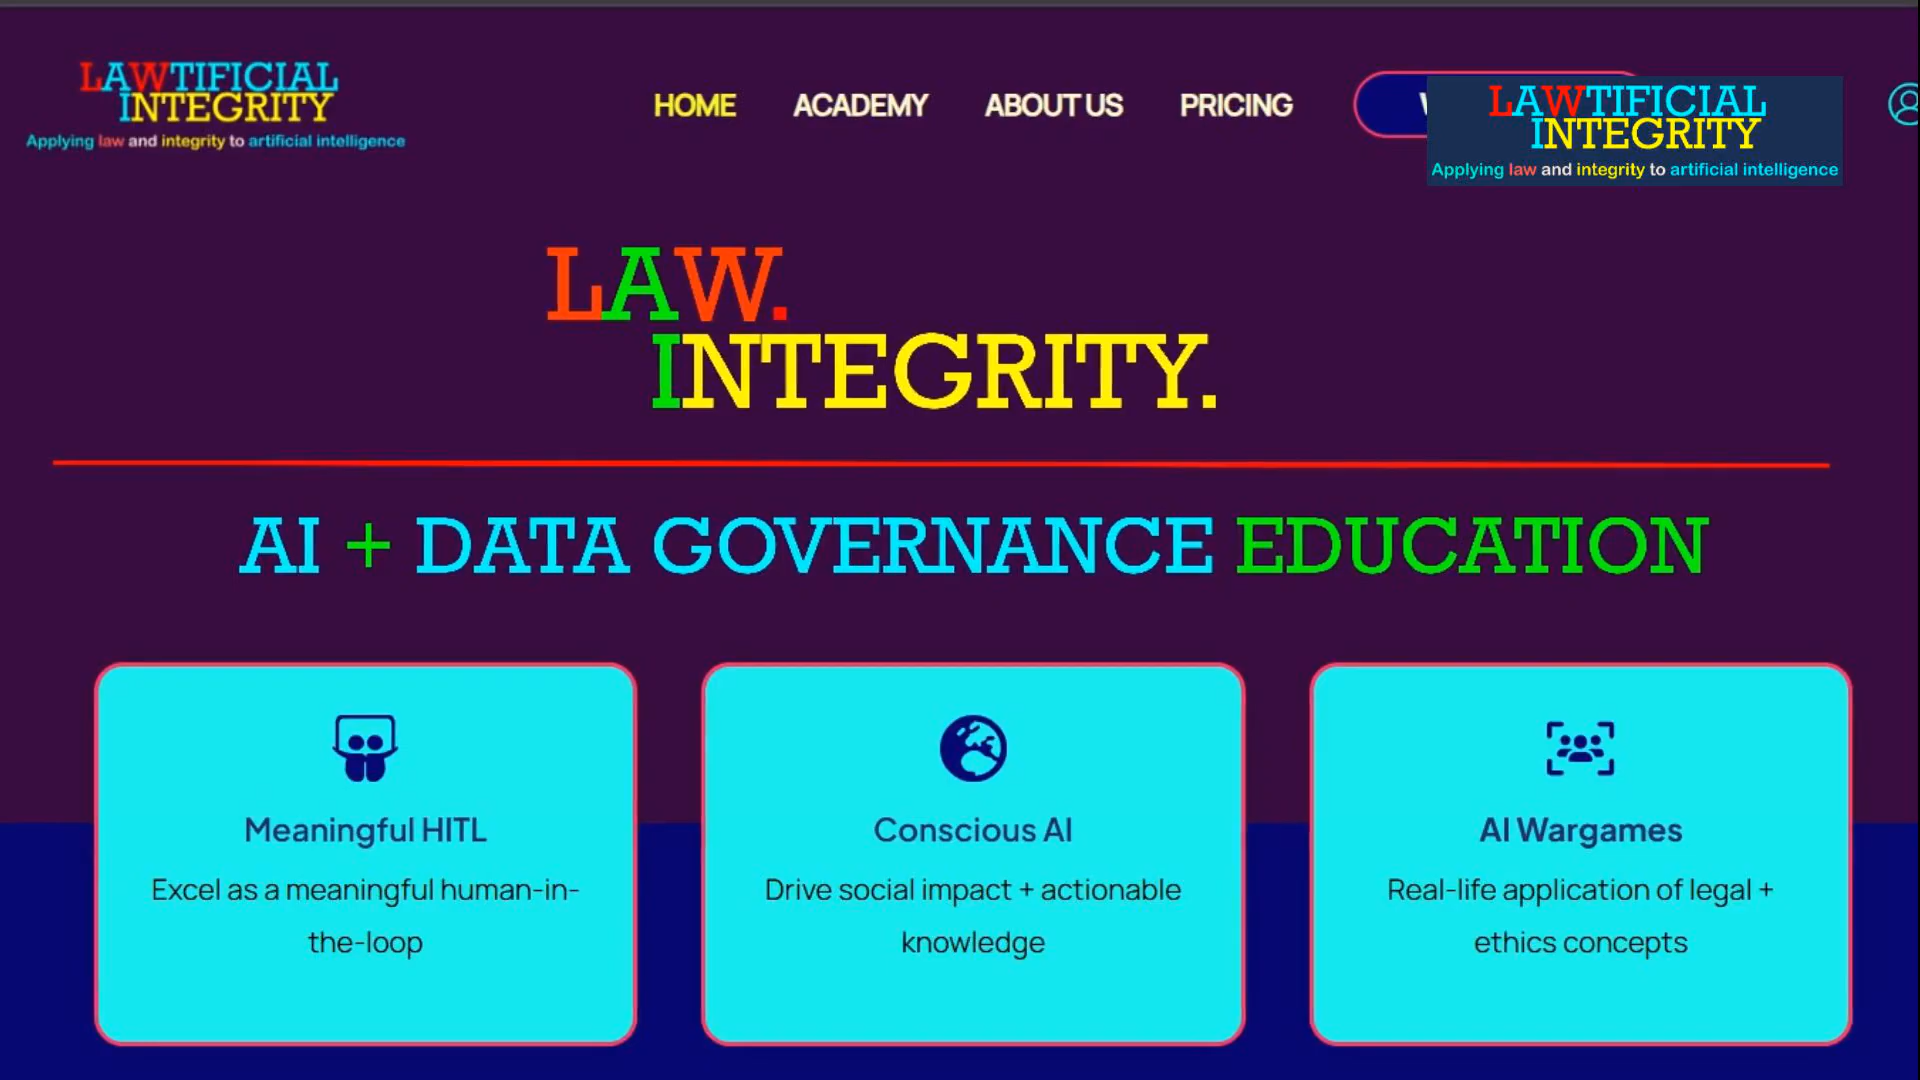 LAWTIFICIAL
INTEGRITY
Applying law and integrity to artificial intelligence
HOME ACADEMY ABOUT US PRICING
LAWTIFICIAL
INTEGRITY
Applying law and integrity to artificial intelligence
LAW.
INTEGRITY.
AI + DATA GOVERNANCE EDUCATION
Meaningful HITL
Excel as a meaningful human-in-
the-loop
Conscious AI
Drive social impact + actionable
knowledge
AI Wargames
Real-life application of legal +
ethics concepts